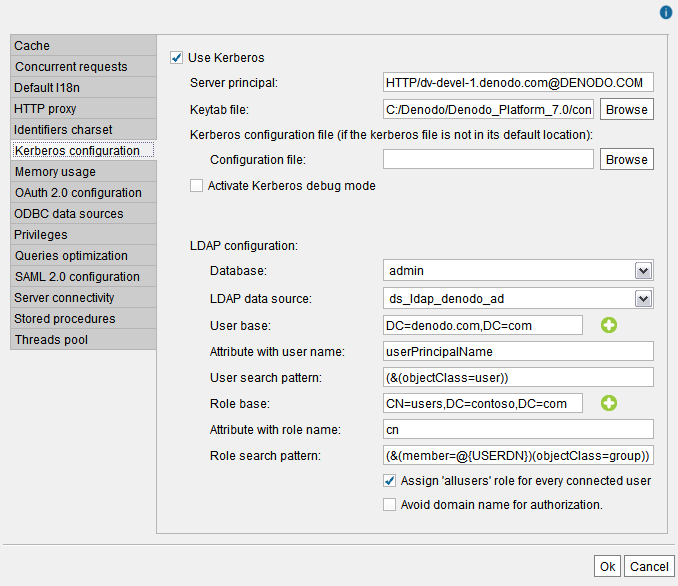 i
Cache
Concurrent requests
Default I18n
HTTP proxy
Identifiers charset
Kerberos configuration
Memory usage
OAuth 2.0 configuration
ODBC data sources
Privileges
Queries optimization
SAML 2.0 configuration
Server connectivity
Stored procedures
Threads pool
Use Kerberos
Server principal: HTTP/dv-devel-1.denodo.com@DENODO.COM
Keytab file: C:/Denodo/Denodo_Platform_7.0/con Browse
Kerberos configuration file (if the kerberos file is not in its default location):
Configuration file: Browse
Activate Kerberos debug mode
LDAP configuration:
Database: admin
LDAP data source: ds_ldap_denodo_ad
User base: DC=denodo.com,DC=com
Attribute with user name: userPrincipalName
User search pattern: (&(objectClass=user))
Role base: CN=users,DC=contoso,DC=com
Attribute with role name: cn
Role search pattern: (&(member=@{USERDN})(objectClass=group))
Assign 'allusers' role for every connected user
Avoid domain name for authorization.
Ok Cancel